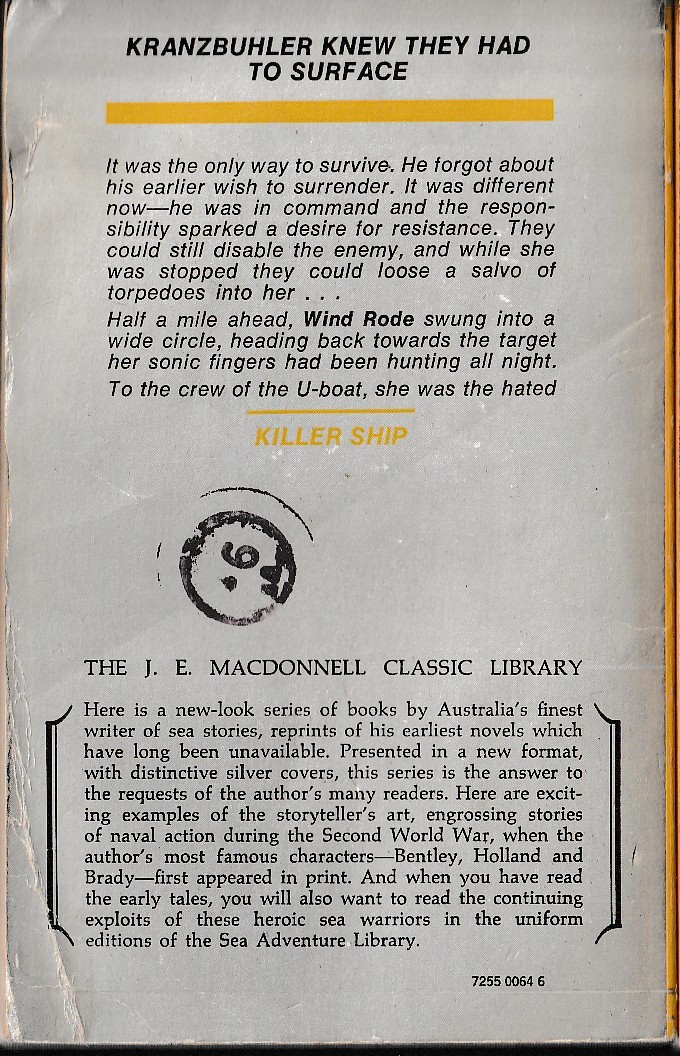 KRANZBUHLER KNEW THEY HAD
TO SURFACE
It was the only way to survive. He forgot about
his earlier wish to surrender. It was different
now—he was in command and the respon-
sibility sparked a desire for resistance. They
could still disable the enemy, and while she
was stopped they could loose a salvo of
torpedoes into her . . .
Half a mile ahead, Wind Rode swung into a
wide circle, heading back towards the target
her sonic fingers had been hunting all night.
To the crew of the U-boat, she was the hated
KILLER SHIP
THE J. E. MACDONNELL CLASSIC LIBRARY
Here is a new-look series of books by Australia's finest
writer of sea stories, reprints of his earliest novels which
have long been unavailable. Presented in a new format,
with distinctive silver covers, this series is the answer to
the requests of the author's many readers. Here are excit-
ing examples of the storyteller's art, engrossing stories
of naval action during the Second World War, when the
author's most famous characters—Bentley, Holland and
Brady—first appeared in print. And when you have read
the early tales, you will also want to read the continuing
exploits of these heroic sea warriors in the uniform
editions of the Sea Adventure Library.
7255 0064 6